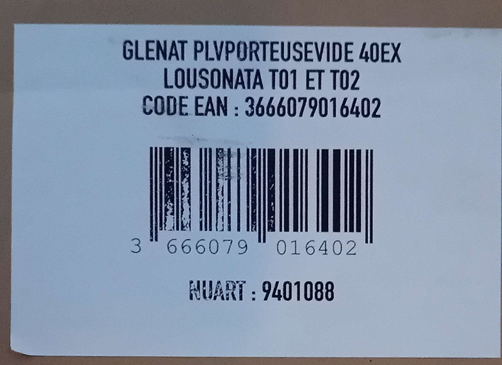 GLENAT PLVPORTEUSEVIDE 40EX
LOUSONATA T01 ET T02
CODE EAN : 3666079016402
3 666079 016402
NUART : 9401088